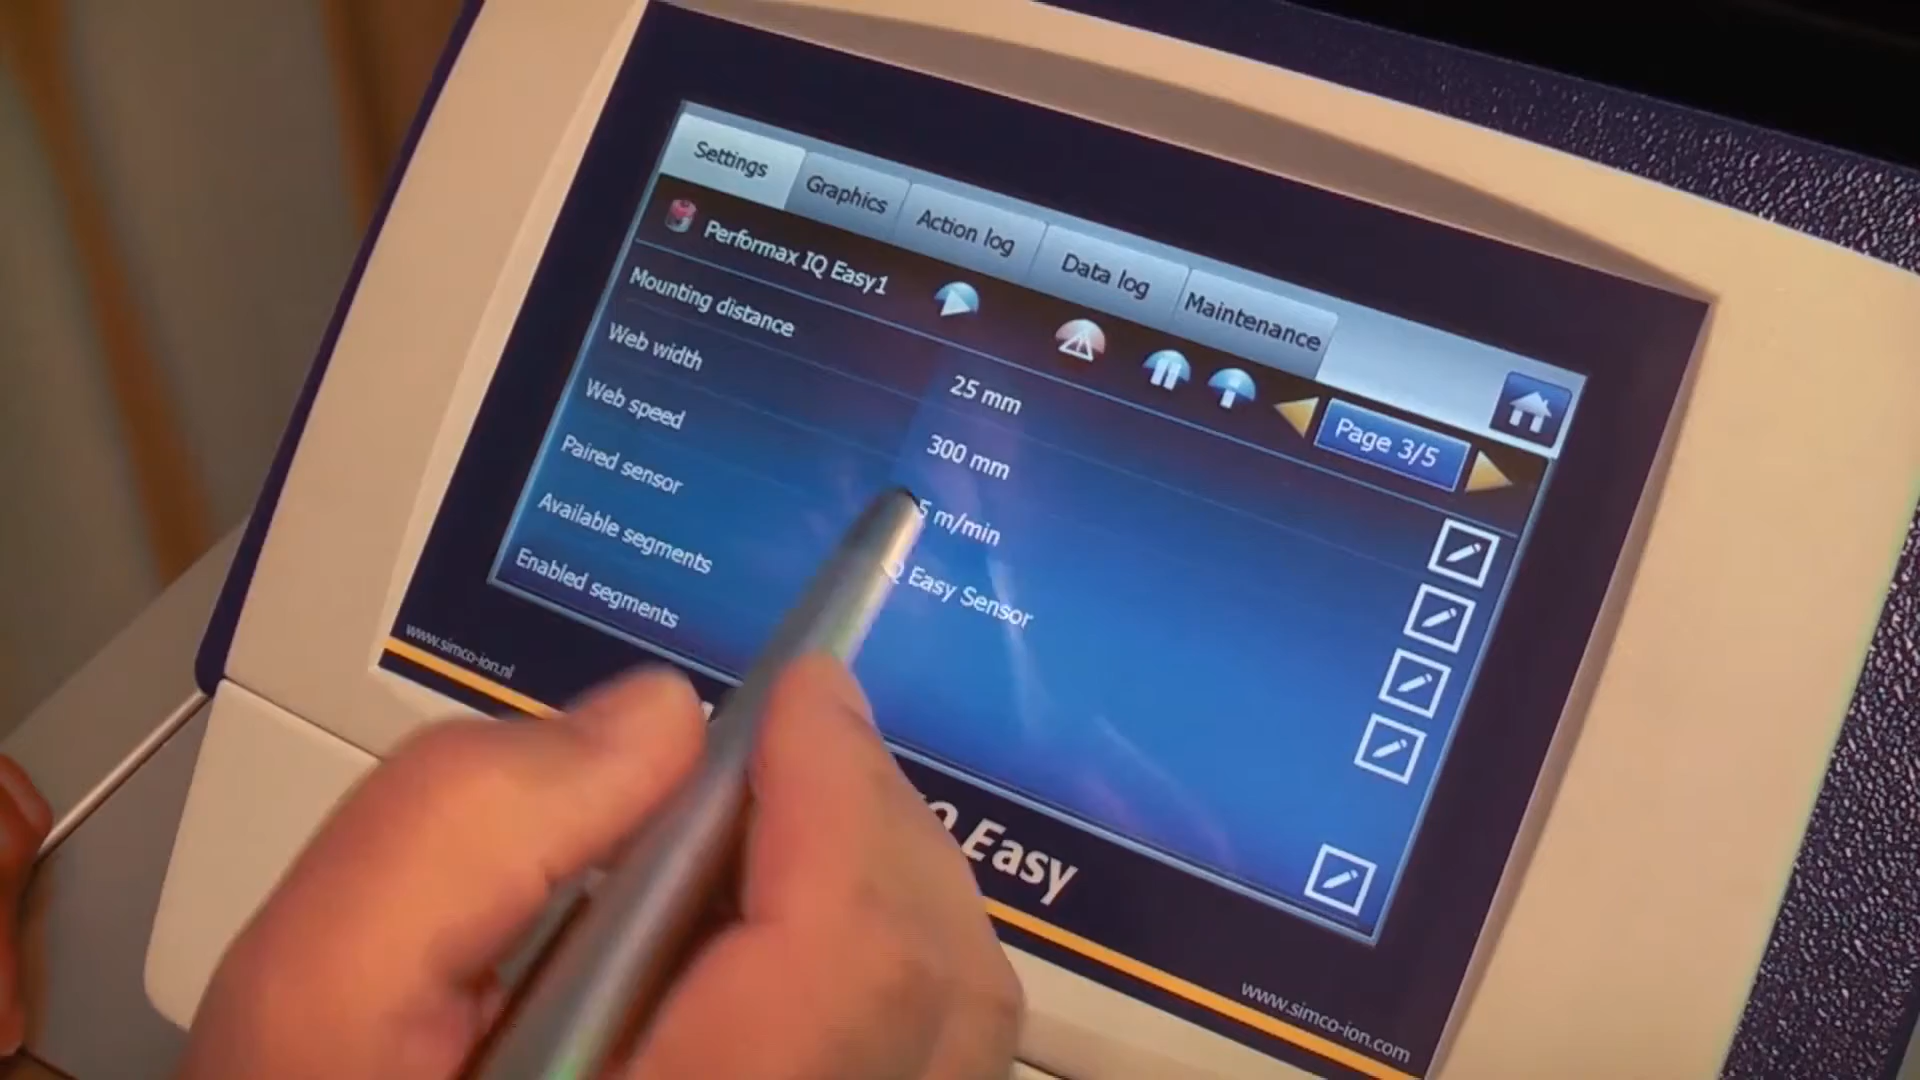 Settings
Graphics
Action log
Data log
Maintenance
Performax IQ Easy1
Page 3/5
Mounting distance
25 mm
Web width
300 mm
Web speed
5 m/min
Paired sensor
Easy Sensor
Available segments
Enabled segments
www.simco-ion.nl
Easy
www.simco-ion.com